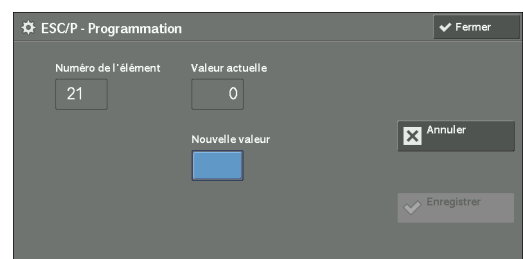 ESC/P - Programmation
Fermer
Numéro de l'élément
Valeur actuelle
21
0
Nouvelle valeur
Annuler
Enregistrer